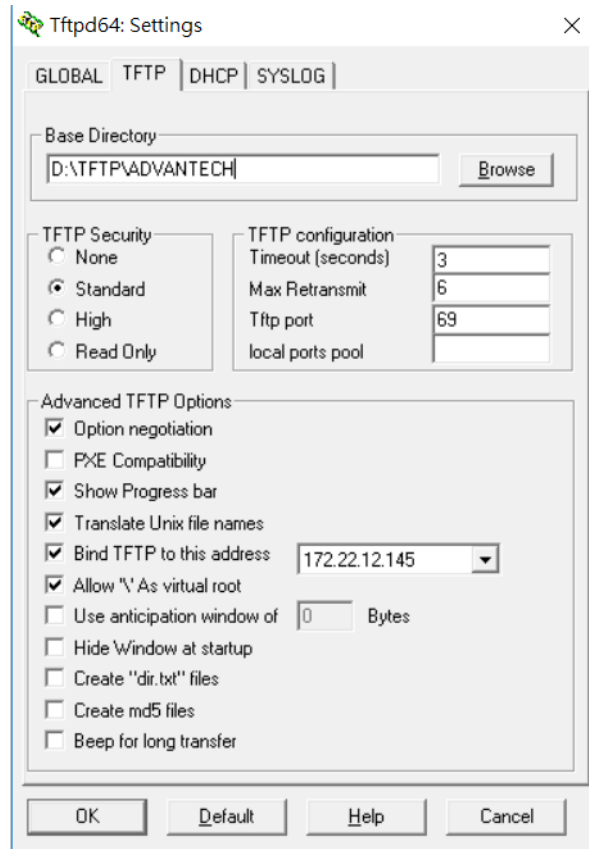 Tftpd64: Settings
GLOBAL TFTP DHCP SYSLOG
Base Directory
D:\TFTP\ADVANTECH
Browse
TFTP Security
None
Standard
High
Read Only
TFTP configuration
Timeout (seconds) 3
Max Retransmit 6
Tftp port 69
local ports pool
Advanced TFTP Options
Option negotiation
PXE Compatibility
Show Progress bar
Translate Unix file names
Bind TFTP to this address 172.22.12.145
Allow '\' As virtual root
Use anticipation window of 0 Bytes
Hide Window at startup
Create "dir.txt" files
Create md5 files
Beep for long transfer
OK Default Help Cancel